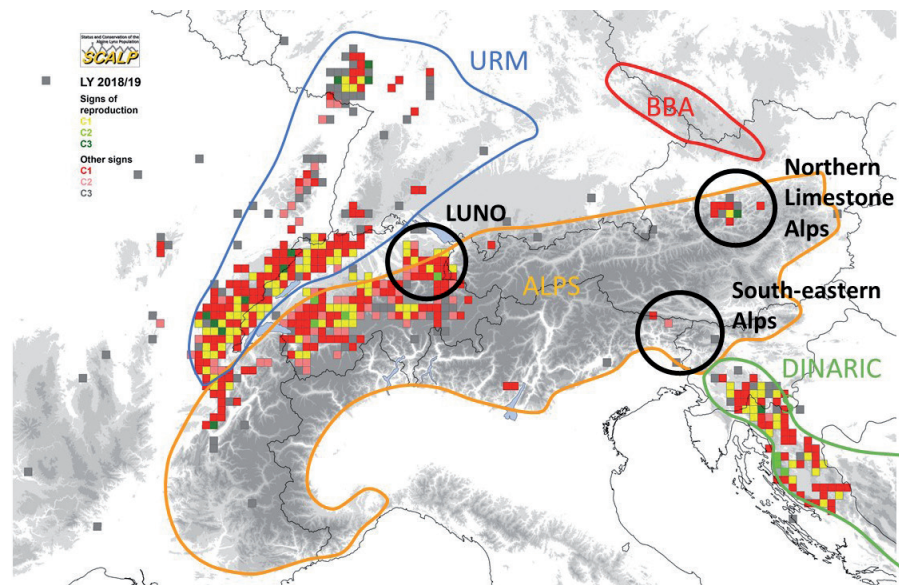 Status and Conservation of the
Alpine Lynx Population
SCALP
LY 2018/19
Signs of
reproduction
C1
C2
C3
Other signs
C1
C2
C3
URM
BBA
Northern
Limestone
Alps
LUNO
ALPS
South-eastern
Alps
DINARIC